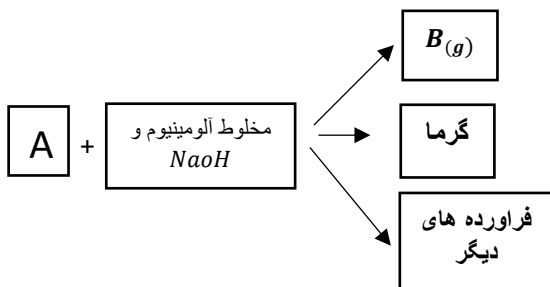 B(g)
A + مخلوط آلومینیوم و
NaoH
گرما
فراورده های
دیگر